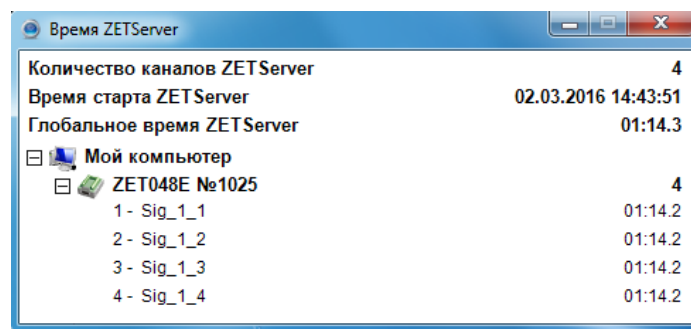 Время ZETServer
Количество каналов ZETServer 4
Время старта ZETServer 02.03.2016 14:43:51
Глобальное время ZETServer 01:14.3
Мой компьютер
ZET048E №1025 4
1 - Sig_1_1 01:14.2
2 - Sig_1_2 01:14.2
3 - Sig_1_3 01:14.2
4 - Sig_1_4 01:14.2